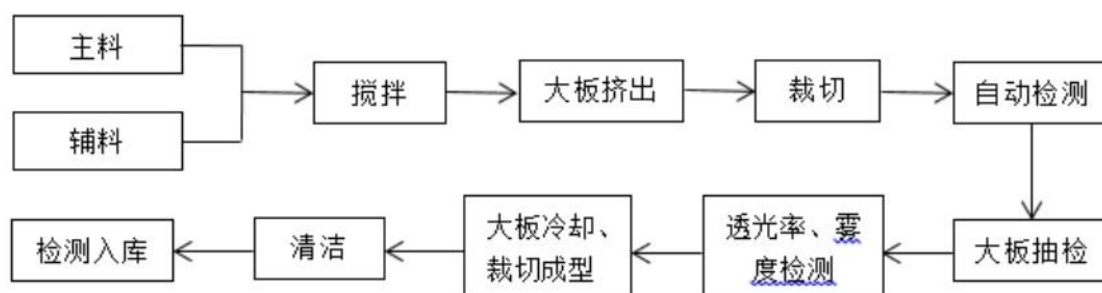 主料
辅料
搅拌
大板挤出
裁切
自动检测
大板抽检
透光率、雾
度检测
大板冷却、
裁切成型
清洁
检测入库